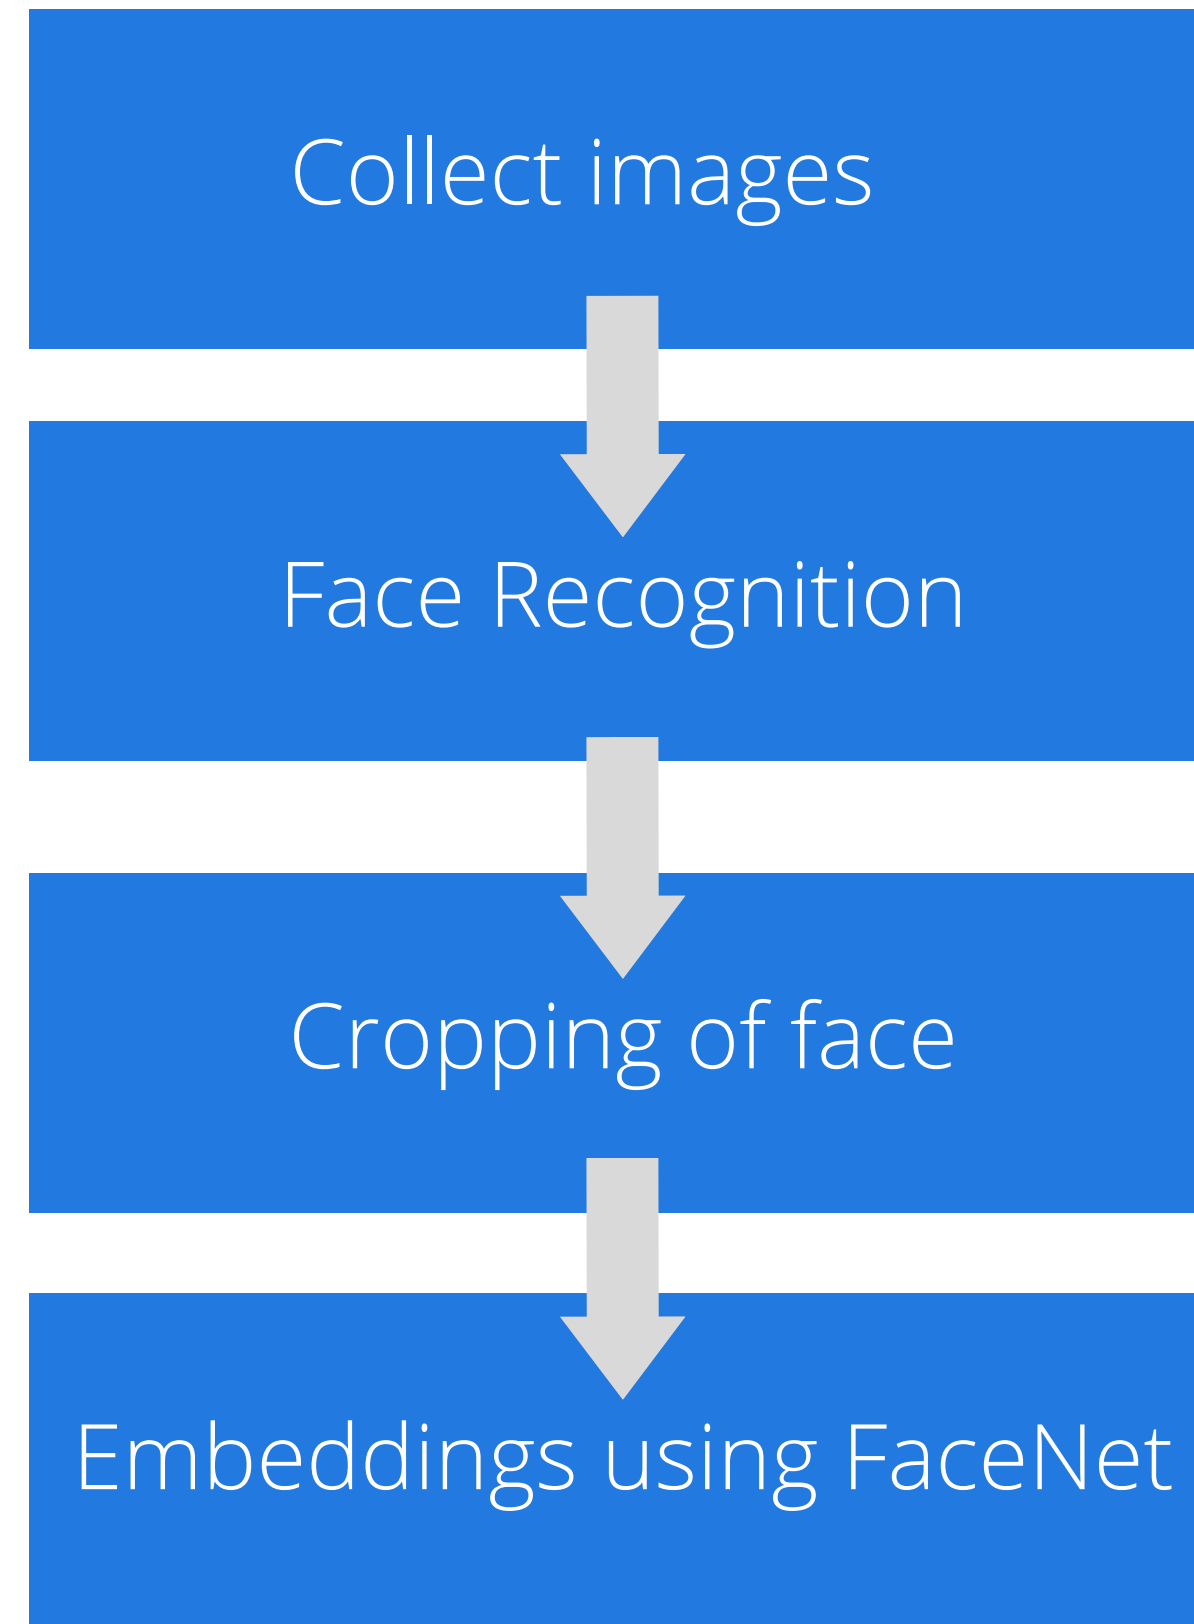 Collect images
Face Recognition
Cropping of face
Embeddings using FaceNet